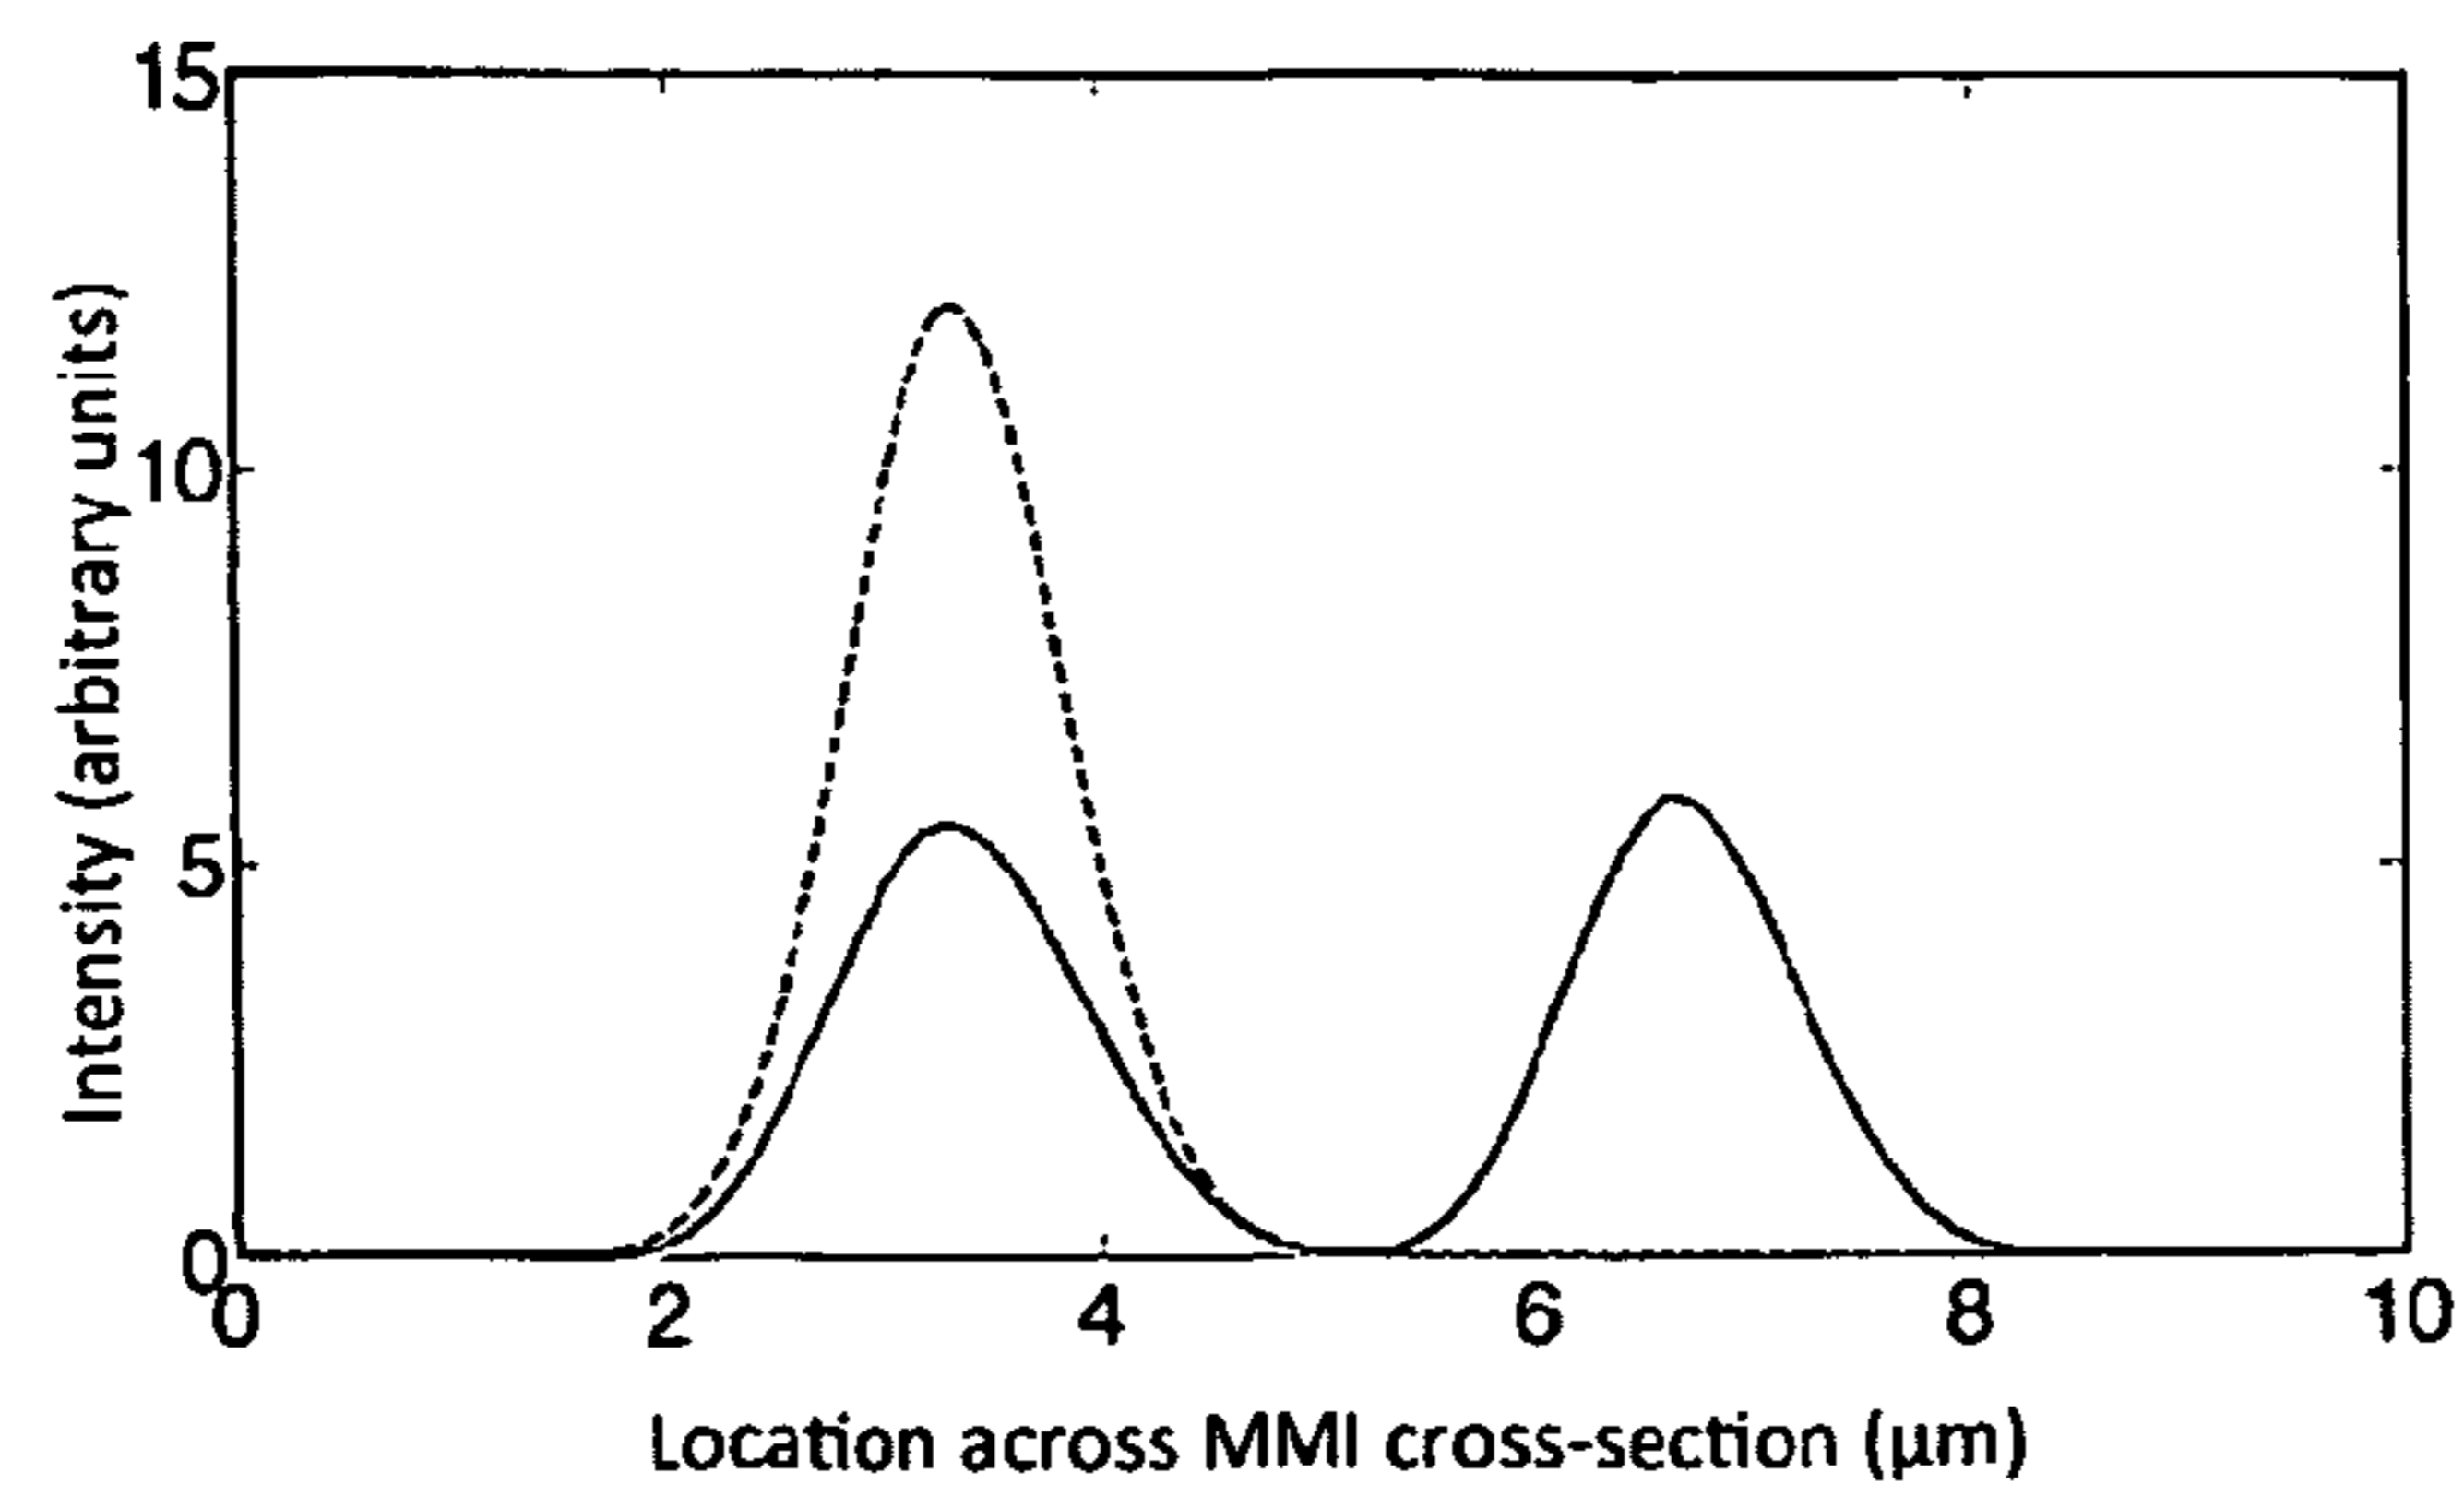 15
10
5
0
Intensity (arbitrary units)
0 2 4 6 8 10
Location across MMI cross-section (μm)